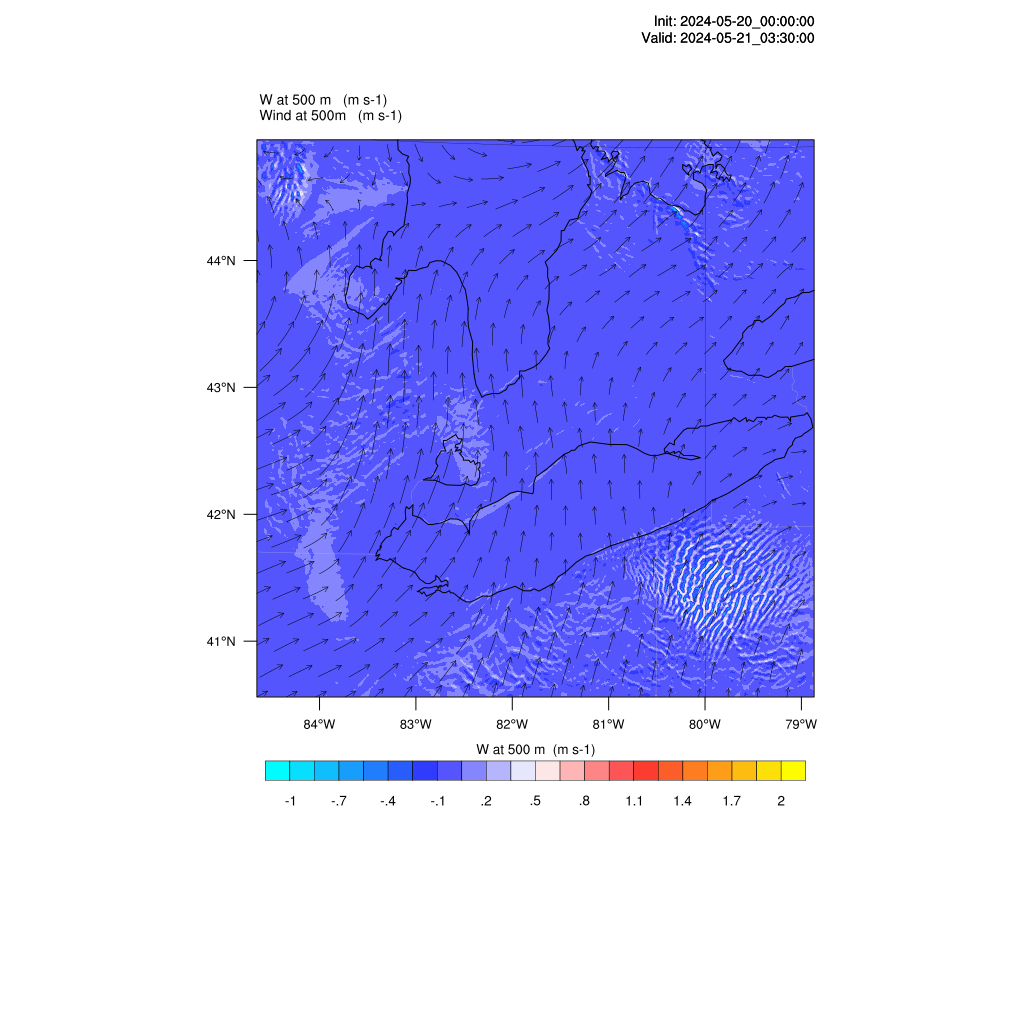 Init: 2024-05-20_00:00:00
Valid: 2024-05-21_03:30:00
W at 500 m (m s-1)
Wind at 500m (m s-1)
44°N
43°N
42°N
41°N
84°W 83°W 82°W 81°W 80°W 79°W
W at 500 m (m s-1)
-1 -.7 -.4 -.1 .2 .5 .8 1.1 1.4 1.7 2